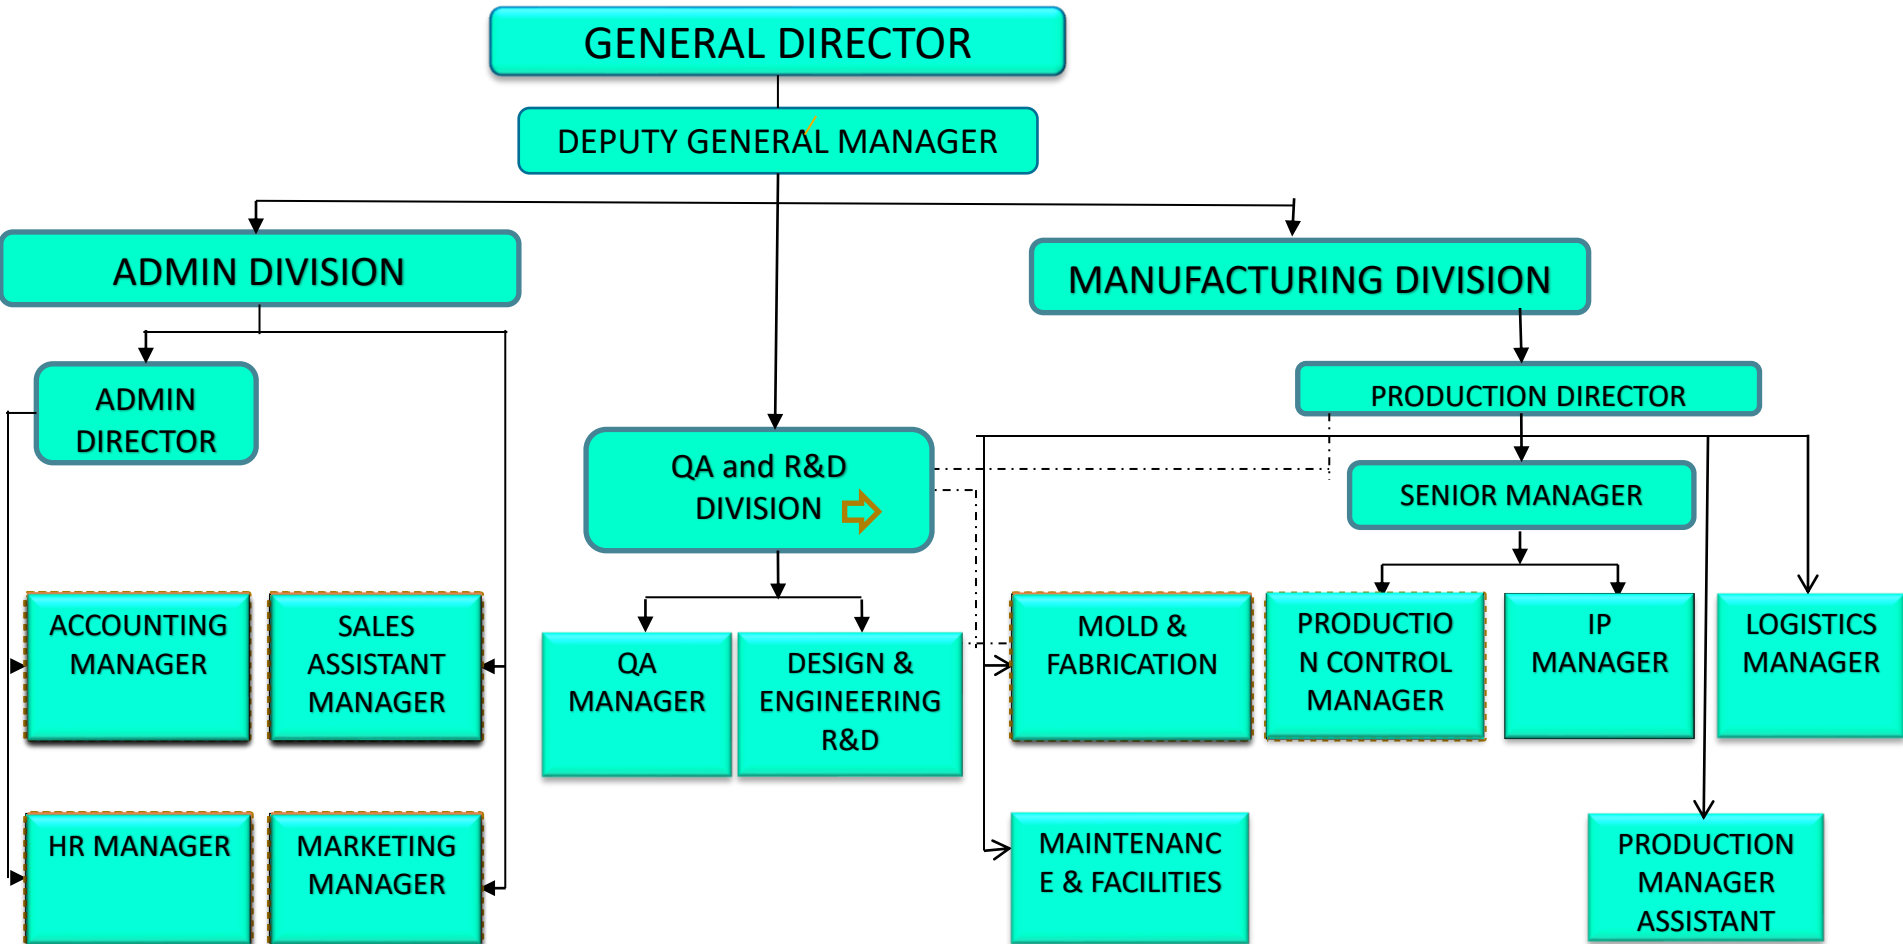 GENERAL DIRECTOR
DEPUTY GENERAL MANAGER
ADMIN DIVISION
MANUFACTURING DIVISION
ADMIN
DIRECTOR
PRODUCTION DIRECTOR
QA and R&D
DIVISION
SENIOR MANAGER
ACCOUNTING
MANAGER
SALES
ASSISTANT
MANAGER
QA
MANAGER
DESIGN &
ENGINEERING
R&D
MOLD &
FABRICATION
PRODUCTIO
N CONTROL
MANAGER
IP
MANAGER
LOGISTICS
MANAGER
HR MANAGER
MARKETING
MANAGER
MAINTENANC
E & FACILITIES
PRODUCTION
MANAGER
ASSISTANT